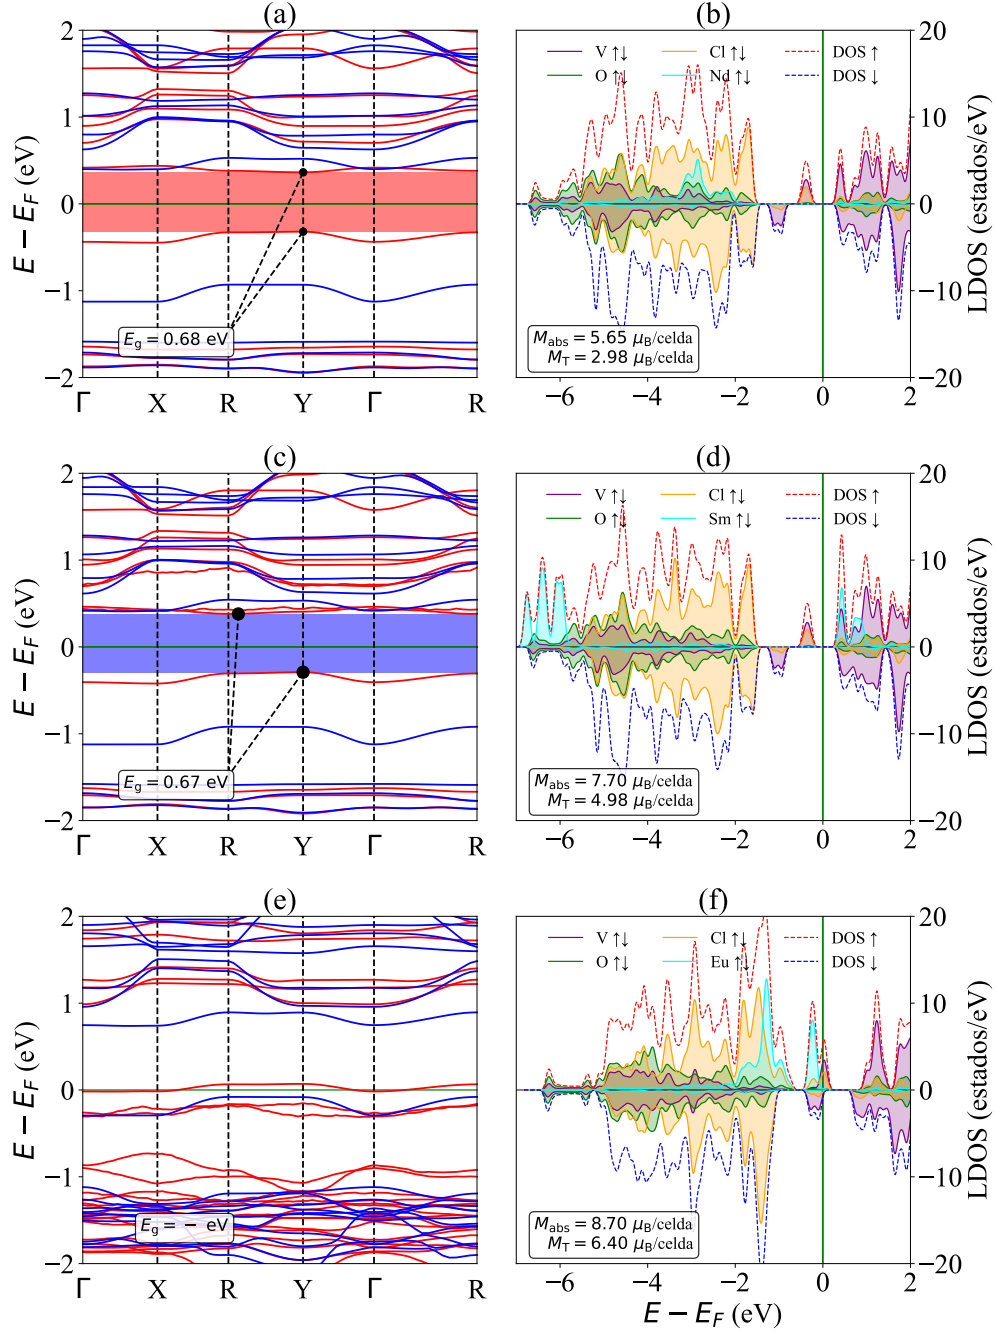 (a)
2
1
0
−1
−2
E − E_F (eV)
E_g = 0.68 eV
Γ X R Y Γ R
(b)
V ↑↓ Cl ↑↓ DOS ↑
O ↑↓ Nd ↑↓ DOS ↓
M_abs = 5.65 μ_B/celda
M_T = 2.98 μ_B/celda
20
10
0
−10
−20
LDOS (estados/eV)
−6 −4 −2 0 2
(c)
2
1
0
−1
−2
E − E_F (eV)
E_g = 0.67 eV
Γ X R Y Γ R
(d)
V ↑↓ Cl ↑↓ DOS ↑
O ↑↓ Sm ↑↓ DOS ↓
M_abs = 7.70 μ_B/celda
M_T = 4.98 μ_B/celda
20
10
0
−10
−20
LDOS (estados/eV)
−6 −4 −2 0 2
(e)
2
1
0
−1
−2
E − E_F (eV)
E_g = − eV
Γ X R Y Γ R
(f)
V ↑↓ Cl ↑↓ DOS ↑
O ↑↓ Eu ↑↓ DOS ↓
M_abs = 8.70 μ_B/celda
M_T = 6.40 μ_B/celda
20
10
0
−10
−20
LDOS (estados/eV)
−6 −4 −2 0 2
E − E_F (eV)